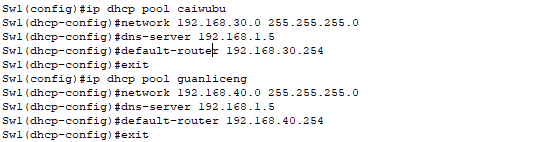 Sw1(config)#ip dhcp pool caiwubu
Sw1(dhcp-config)#network 192.168.30.0 255.255.255.0
Sw1(dhcp-config)#dns-server 192.168.1.5
Sw1(dhcp-config)#default-router 192.168.30.254
Sw1(dhcp-config)#exit
Sw1(config)#ip dhcp pool guanliceng
Sw1(dhcp-config)#network 192.168.40.0 255.255.255.0
Sw1(dhcp-config)#dns-server 192.168.1.5
Sw1(dhcp-config)#default-router 192.168.40.254
Sw1(dhcp-config)#exit